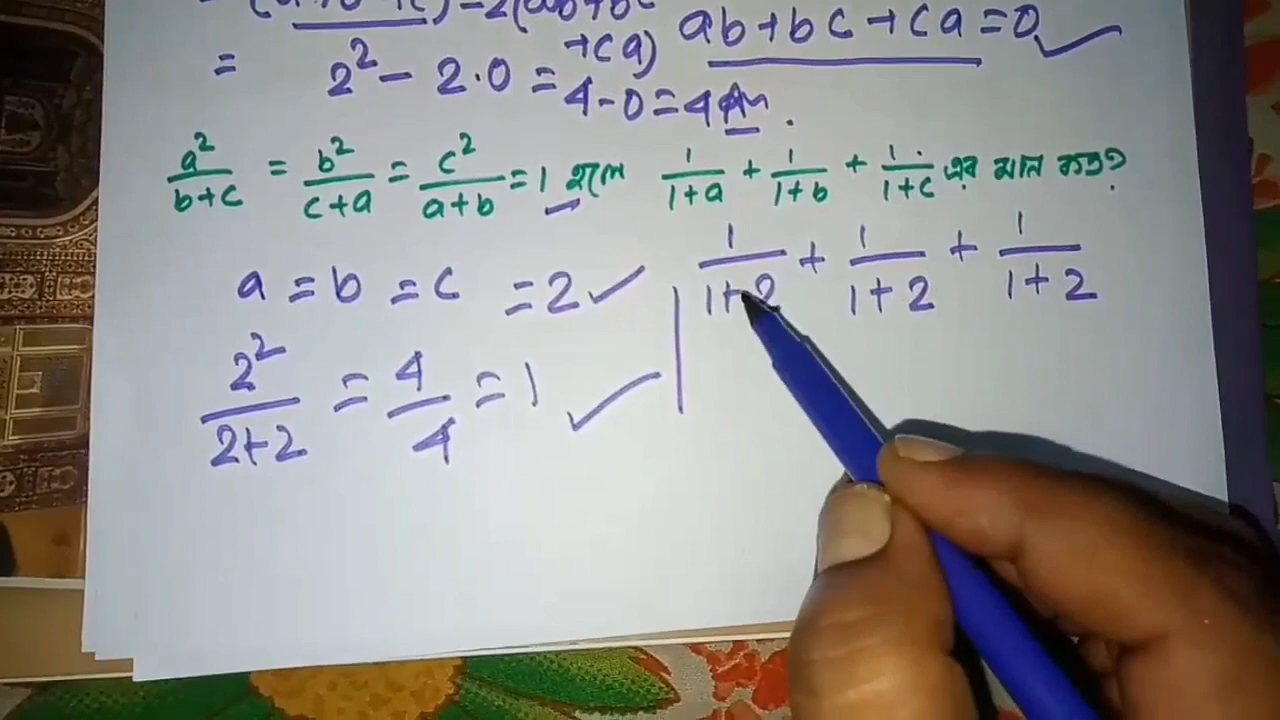 ab+bc+ca=0
= 2² - 2·0 = +ca)
4-0=4
a²/b+c = b²/c+a = c²/a+b = 1 হলে 1/1+a + 1/1+b + 1/1+c এর মান কত?
a = b = c = 2
1/1+2 + 1/1+2 + 1/1+2
2²/2+2 = 4/4 = 1